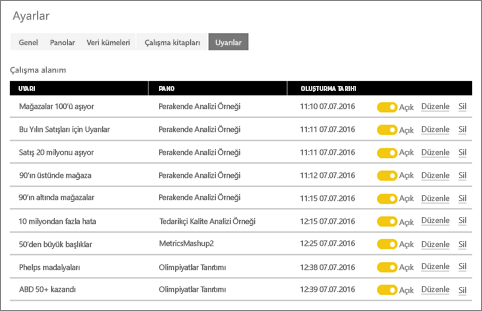 Ayarlar
Genel Panolar Veri kümeleri Çalışma kitapları Uyarılar
Çalışma alanım
UYARI PANO OLUŞTURMA TARİHİ
Mağazalar 100'ü aşıyor Perakende Analizi Örneği 11:10 07.07.2016 Açık Düzenle Sil
Bu Yılın Satışları için Uyarılar Perakende Analizi Örneği 11:11 07.07.2016 Açık Düzenle Sil
Satış 20 milyonu aşıyor Perakende Analizi Örneği 11:11 07.07.2016 Açık Düzenle Sil
90'ın üstünde mağaza Perakende Analizi Örneği 11:12 07.07.2016 Açık Düzenle Sil
90'ın altında mağazalar Perakende Analizi Örneği 11:15 07.07.2016 Açık Düzenle Sil
10 milyondan fazla hata Tedarikçi Kalite Analizi Örneği 12:15 07.07.2016 Açık Düzenle Sil
50'den büyük başlıklar MetricsMashup2 12:25 07.07.2016 Açık Düzenle Sil
Phelps madalyaları Olimpiyatlar Tanıtımı 12:38 07.07.2016 Açık Düzenle Sil
ABD 50+ kazandı Olimpiyatlar Tanıtımı 12:39 07.07.2016 Açık Düzenle Sil